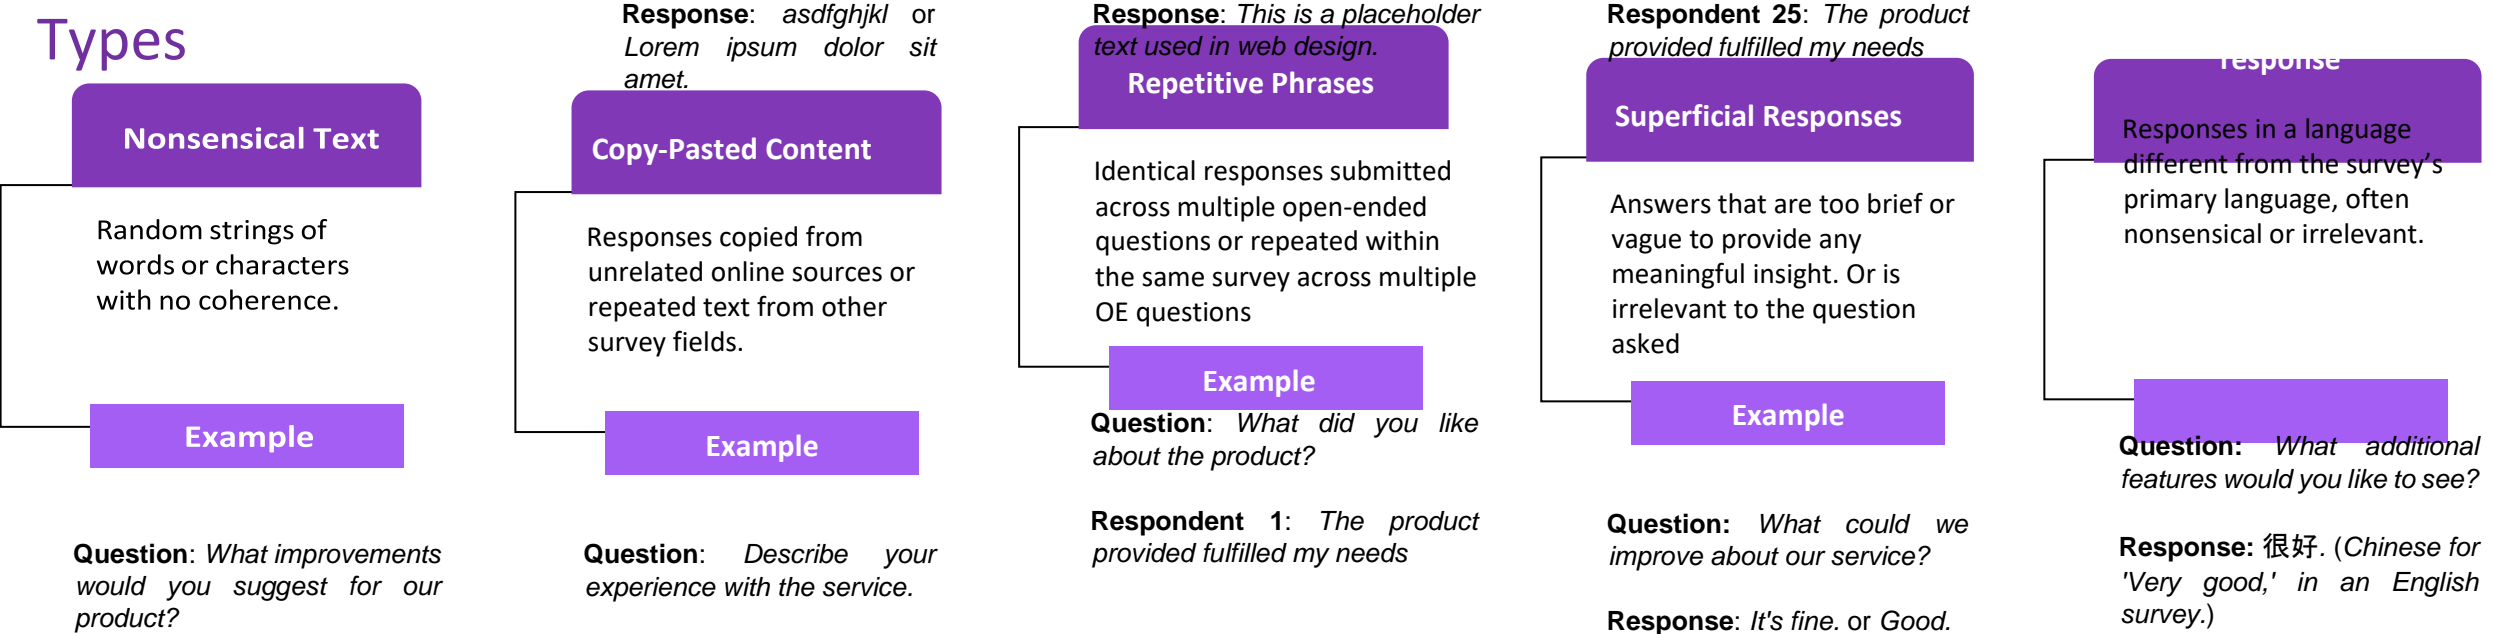 Types
Response: asdfghjkl or
Lorem ipsum dolor sit
amet.
Nonsensical Text
Random strings of
words or characters
with no coherence.
Example
Question: What improvements
would you suggest for our
product?
Copy-Pasted Content
Responses copied from
unrelated online sources or
repeated text from other
survey fields.
Example
Question: Describe your
experience with the service.
Response: This is a placeholder
text used in web design.
Repetitive Phrases
Identical responses submitted
across multiple open-ended
questions or repeated within
the same survey across multiple
OE questions
Example
Question: What did you like
about the product?
Respondent 1: The product
provided fulfilled my needs
Respondent 25: The product
provided fulfilled my needs
Superficial Responses
Answers that are too brief or
vague to provide any
meaningful insight. Or is
irrelevant to the question
asked
Example
Question: What could we
improve about our service?
Response: It's fine. or Good.
response
Responses in a language
different from the survey’s
primary language, often
nonsensical or irrelevant.
Question: What additional
features would you like to see?
Response: 很好. (Chinese for
'Very good,' in an English
survey.)